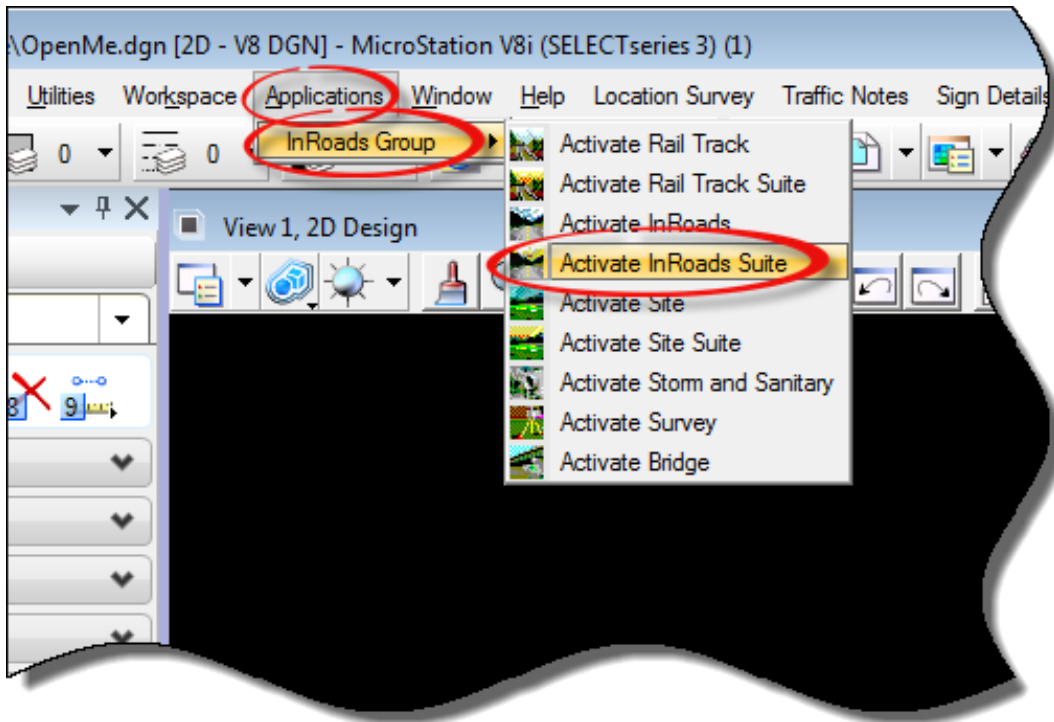 \OpenMe.dgn [2D - V8 DGN] - MicroStation V8i (SELECTseries 3) (1)
Utilities Workspace Applications Window Help Location Survey Traffic Notes Sign Details
0 0
InRoads Group
Activate Rail Track
Activate Rail Track Suite
Activate InRoads
Activate InRoads Suite
Activate Site
Activate Site Suite
Activate Storm and Sanitary
Activate Survey
Activate Bridge
View 1, 2D Design
8 9